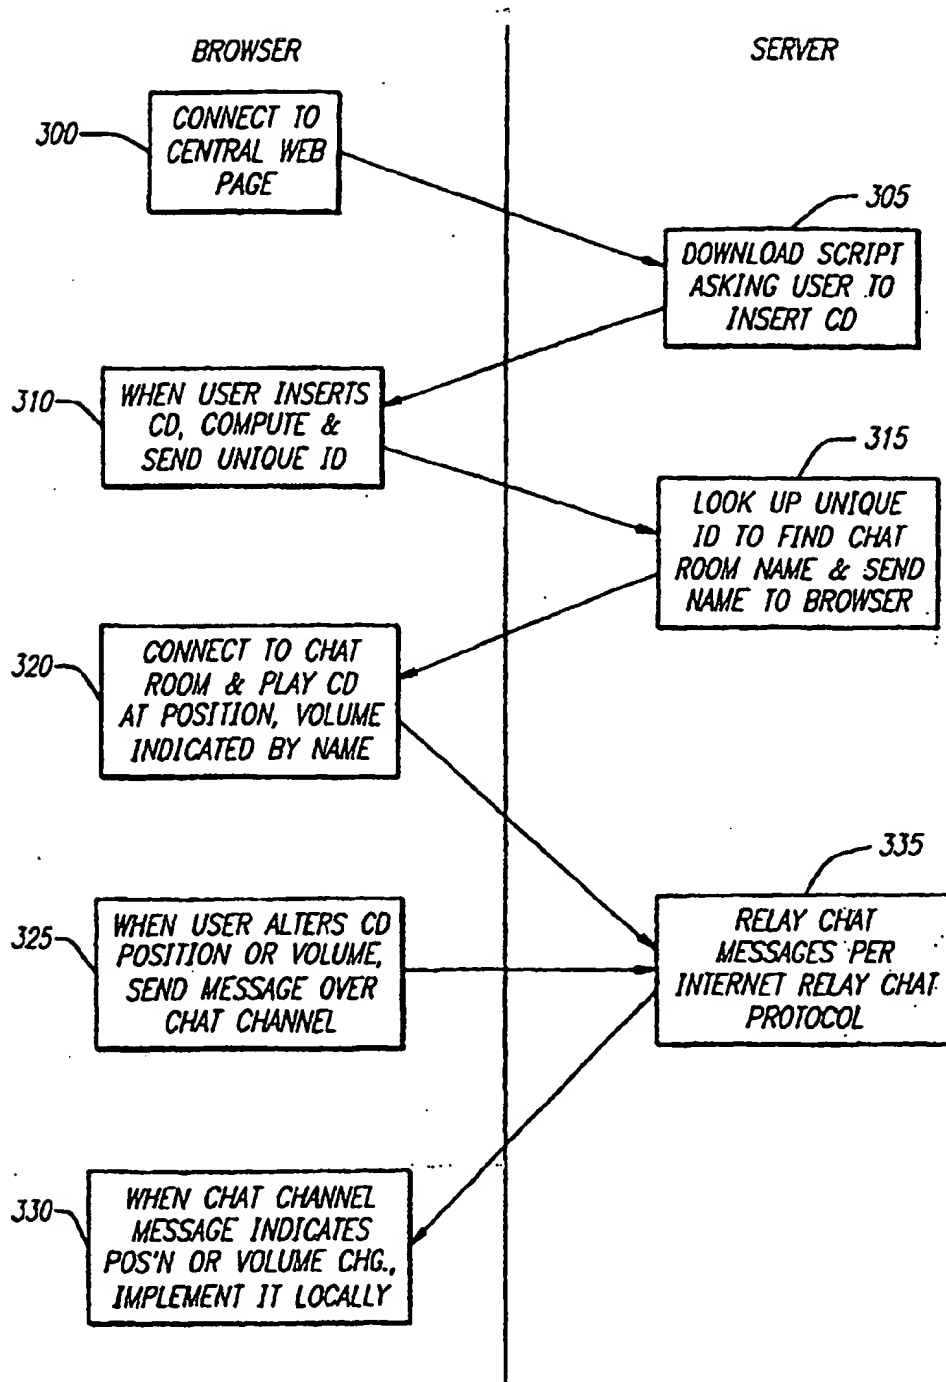 BROWSER
SERVER
300
CONNECT TO
CENTRAL WEB
PAGE
305
DOWNLOAD SCRIPT
ASKING USER TO
INSERT CD
310
WHEN USER INSERTS
CD, COMPUTE &
SEND UNIQUE ID
315
LOOK UP UNIQUE
ID TO FIND CHAT
ROOM NAME & SEND
NAME TO BROWSER
320
CONNECT TO CHAT
ROOM & PLAY CD
AT POSITION, VOLUME
INDICATED BY NAME
335
RELAY CHAT
MESSAGES PER
INTERNET RELAY CHAT
PROTOCOL
325
WHEN USER ALTERS CD
POSITION OR VOLUME,
SEND MESSAGE OVER
CHAT CHANNEL
330
WHEN CHAT CHANNEL
MESSAGE INDICATES
POS'N OR VOLUME CHG.,
IMPLEMENT IT LOCALLY